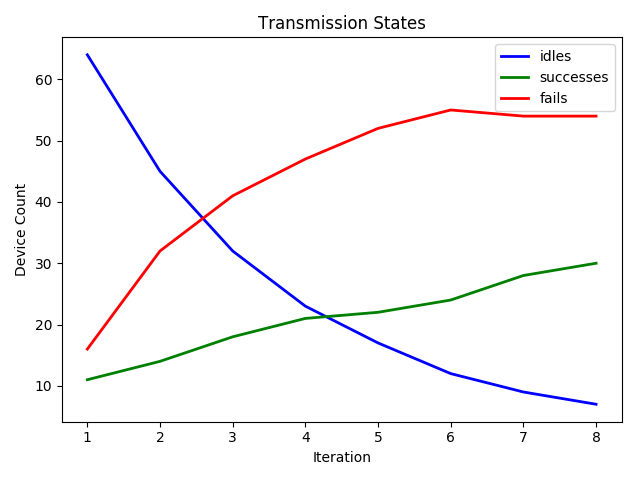 Transmission States
idles
successes
fails
Device Count
60
50
40
30
20
10
1 2 3 4 5 6 7 8
Iteration